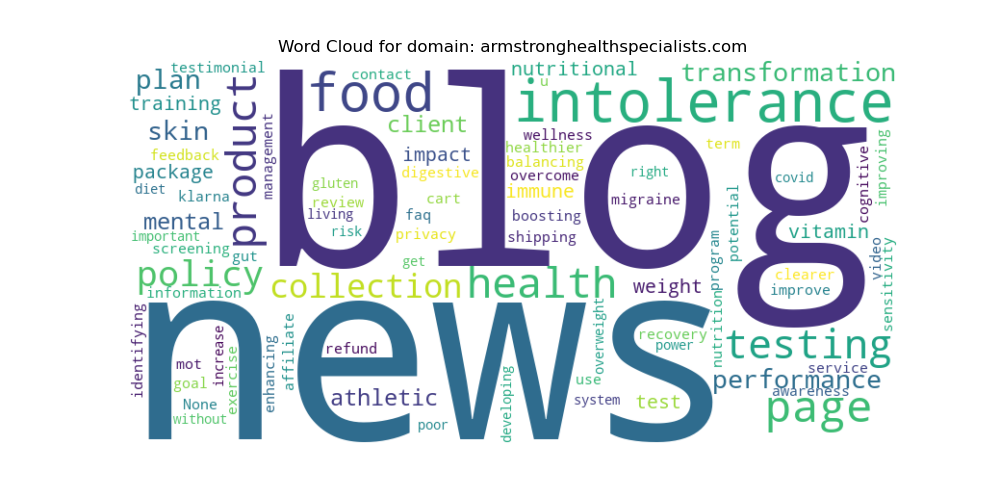 Word Cloud for domain: armstronghealthspecialists.com
testimonial
plan
training
skin
feedback
package
diet
klarna
mental
important
screening
gut
policy
information
product
management
blog
food
contact
client
impact
digestive
gluten
review
living
risk
faq
cart
privacy
get
collection
health
nutritional
u
intolerance
transformation
wellness
healthier
balancing
overcome
immune
boosting
shipping
right
migraine
term
covid
cognitive
improving
vitamin
potential
program
clearer
improve
video
sensitivity
weight
news
identifying
mot
goal
None
without
increase
exercise
enhancing
affiliate
refund
athletic
poor
developing
use
system
overweight
recovery
power
test
nutrition
testing
service
performance
awareness
page